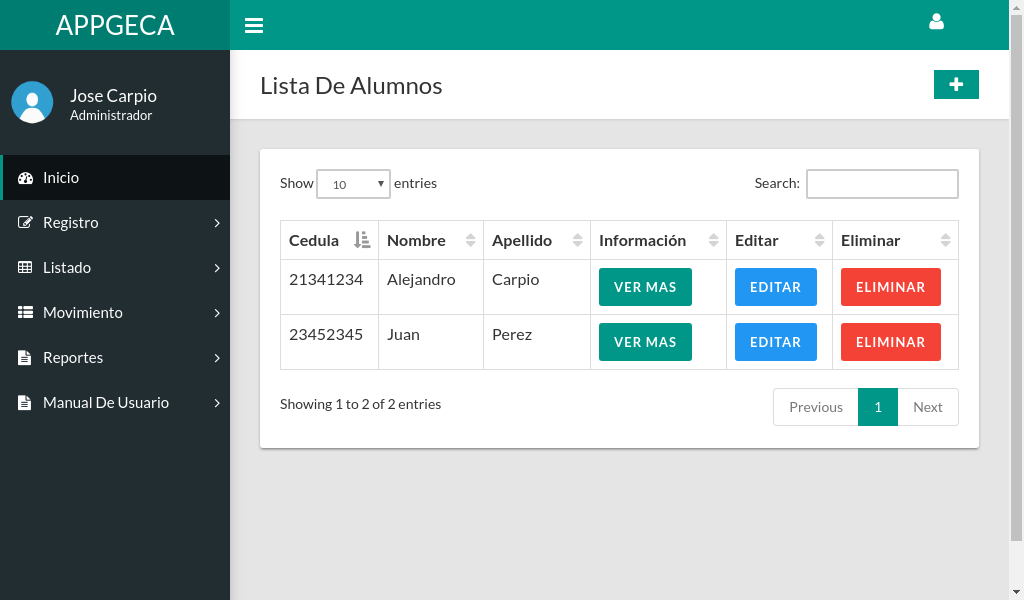 APPGECA
Jose Carpio
Administrador
Inicio
Registro
Listado
Movimiento
Reportes
Manual De Usuario
Lista De Alumnos
Show 10 entries Search:
Cedula Nombre Apellido Información Editar Eliminar
21341234 Alejandro Carpio VER MAS EDITAR ELIMINAR
23452345 Juan Perez VER MAS EDITAR ELIMINAR
Showing 1 to 2 of 2 entries Previous 1 Next